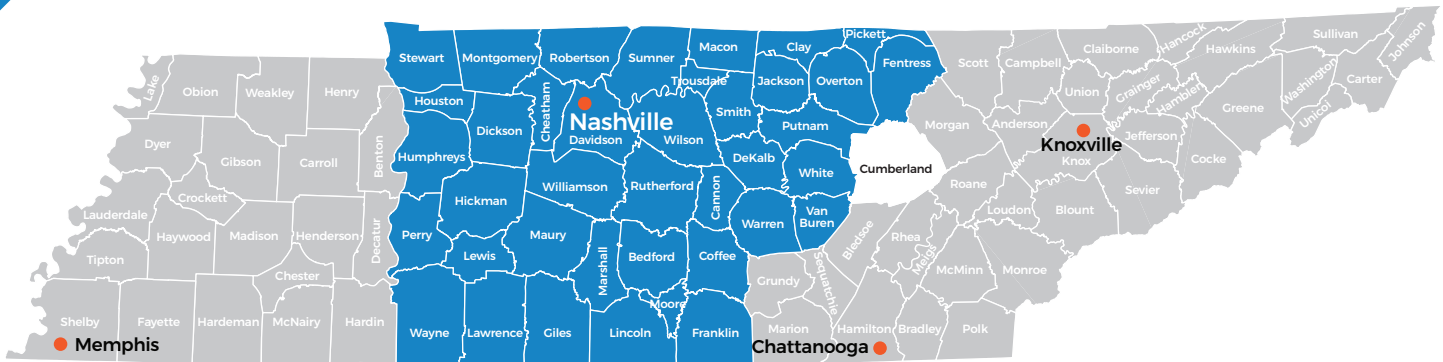 Lake
Obion
Weakley
Henry
Dyer
Gibson
Carroll
Benton
Crockett
Lauderdale
Haywood
Madison
Henderson
Decatur
Tipton
Chester
Shelby
Fayette
Hardeman
McNairy
Hardin
Memphis
Stewart
Montgomery
Robertson
Sumner
Macon
Clay
Pickett
Fentress
Trousdale
Jackson
Overton
Houston
Cheatham
Smith
Dickson
Nashville
Davidson
Wilson
Putnam
Humphreys
DeKalb
White
Cumberland
Williamson
Rutherford
Cannon
Hickman
Warren
Van
Buren
Perry
Maury
Lewis
Marshall
Bedford
Coffee
Moore
Wayne
Lawrence
Giles
Lincoln
Franklin
Scott
Campbell
Claiborne
Hancock
Hawkins
Sullivan
Johnson
Union
Grainger
Hamblen
Washington
Carter
Greene
Unicoi
Morgan
Anderson
Knoxville
Knox
Jefferson
Cocke
Roane
Sevier
Loudon
Blount
Bledsoe
Rhea
Meigs
McMinn
Monroe
Grundy
Sequatchie
Marion
Hamilton
Bradley
Polk
Chattanooga